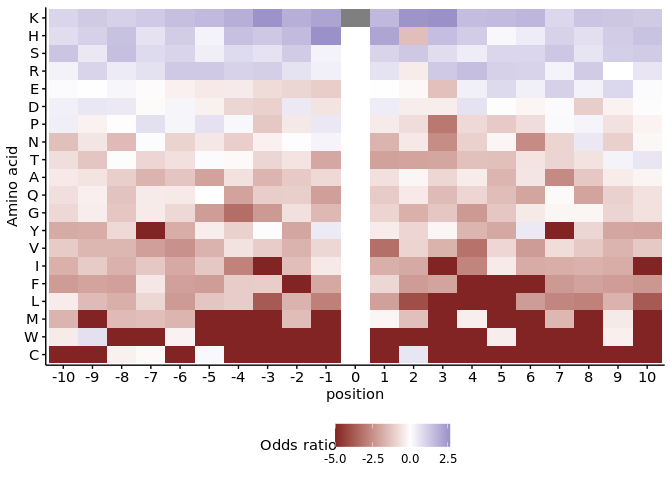 K
H
S
R
E
D
P
N
T
A
Q
G
Y
V
I
F
L
M
W
C
Amino acid
-10 -9 -8 -7 -6 -5 -4 -3 -2 -1 0 1 2 3 4 5 6 7 8 9 10
position
Odds ratio
-5.0 -2.5 0.0 2.5